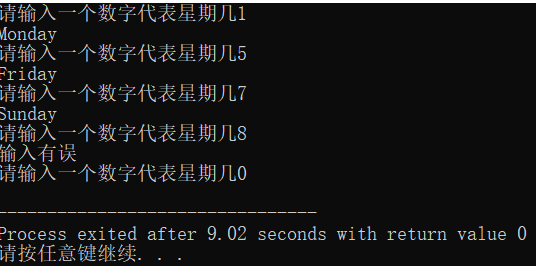 请输入一个数字代表星期几1
Monday
请输入一个数字代表星期几5
Friday
请输入一个数字代表星期几7
Sunday
请输入一个数字代表星期几8
输入有误
请输入一个数字代表星期几0
--------------------------------
Process exited after 9.02 seconds with return value 0
请按任意键继续. . .